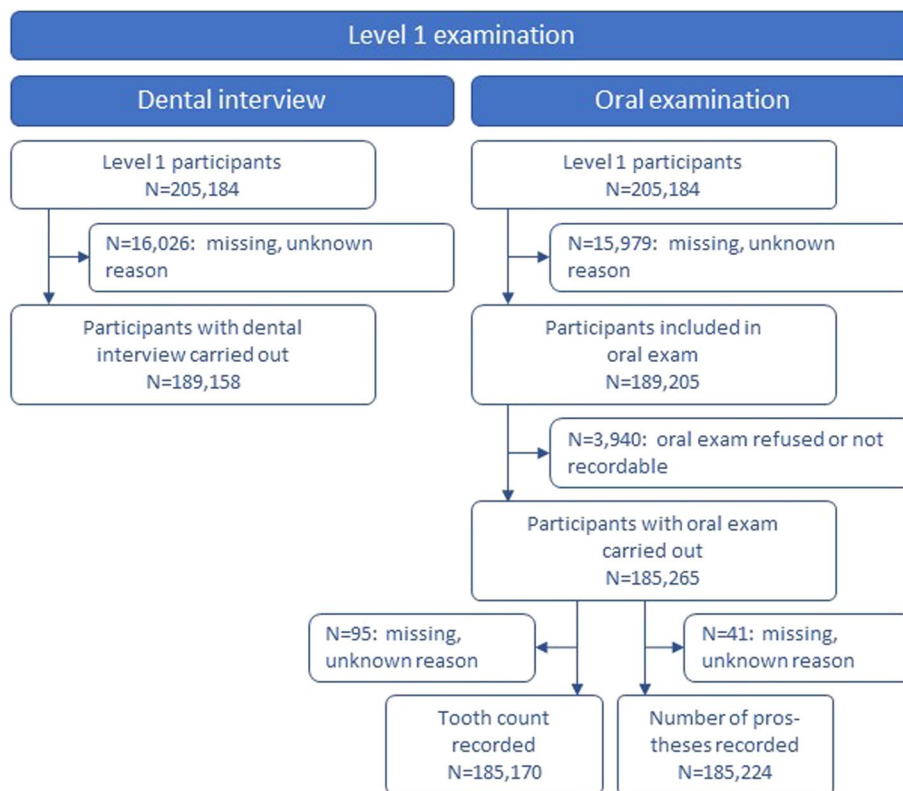 Level 1 examination
Dental interview
Oral examination
Level 1 participants
N=205,184
Level 1 participants
N=205,184
N=16,026: missing, unknown
reason
N=15,979: missing, unknown
reason
Participants with dental
interview carried out
N=189,158
Participants included in
oral exam
N=189,205
N=3,940: oral exam refused or not
recordable
Participants with oral exam
carried out
N=185,265
N=95: missing,
unknown reason
N=41: missing,
unknown reason
Tooth count
recorded
N=185,170
Number of pros-
theses recorded
N=185,224